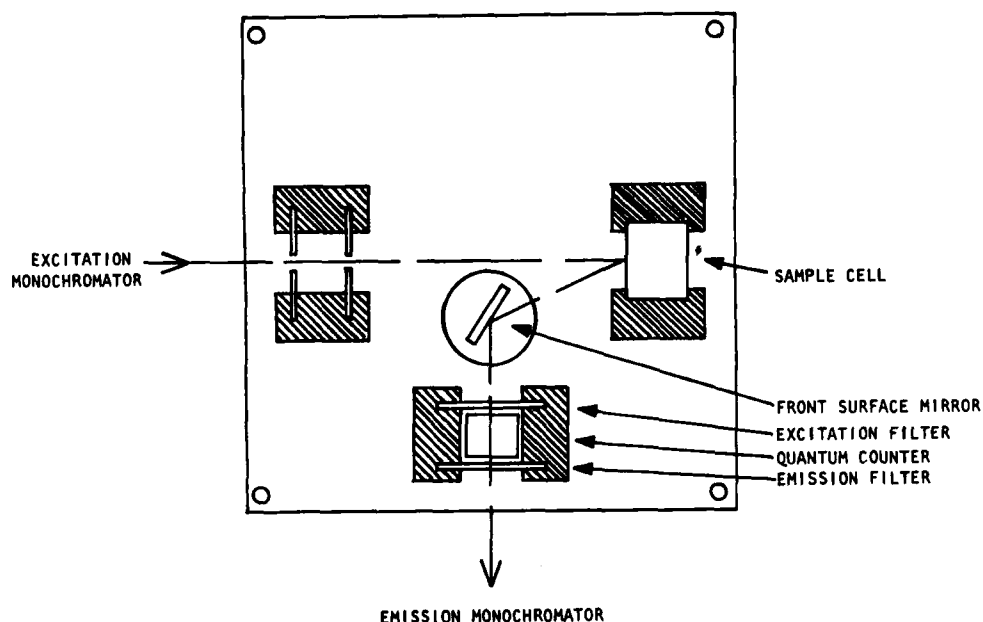 EXCITATION
MONOCHROMATOR
SAMPLE CELL
FRONT SURFACE MIRROR
EXCITATION FILTER
QUANTUM COUNTER
EMISSION FILTER
EMISSION MONOCHROMATOR